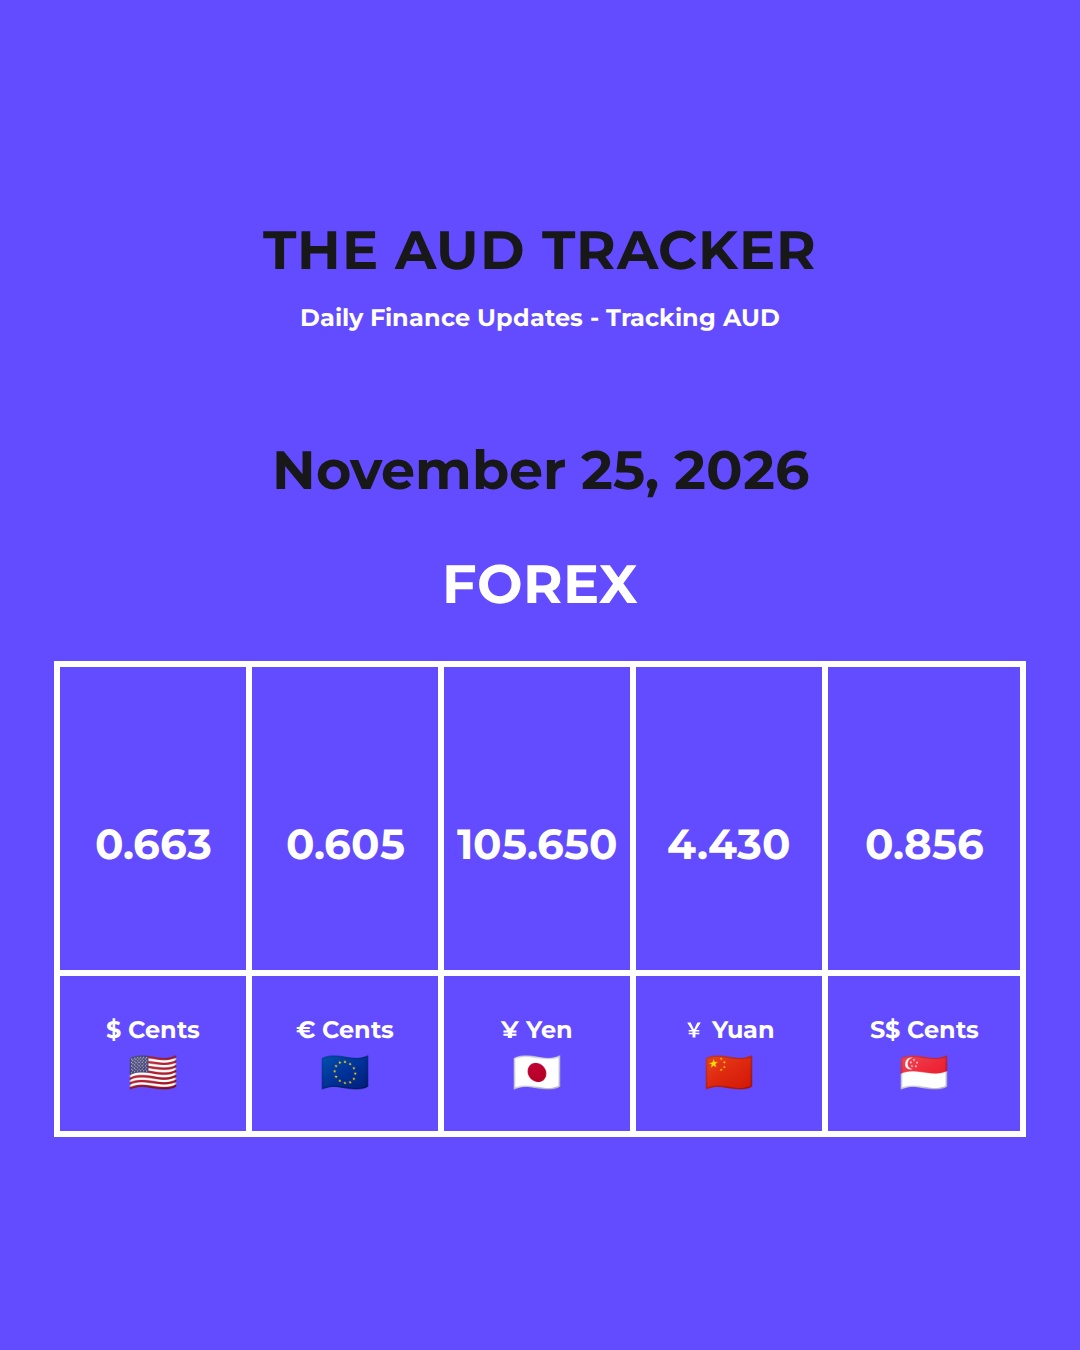 THE AUD TRACKER
Daily Finance Updates - Tracking AUD
November 25, 2026
FOREX
0.663 0.605 105.650 4.430 0.856
$ Cents € Cents ¥ Yen ¥ Yuan S$ Cents